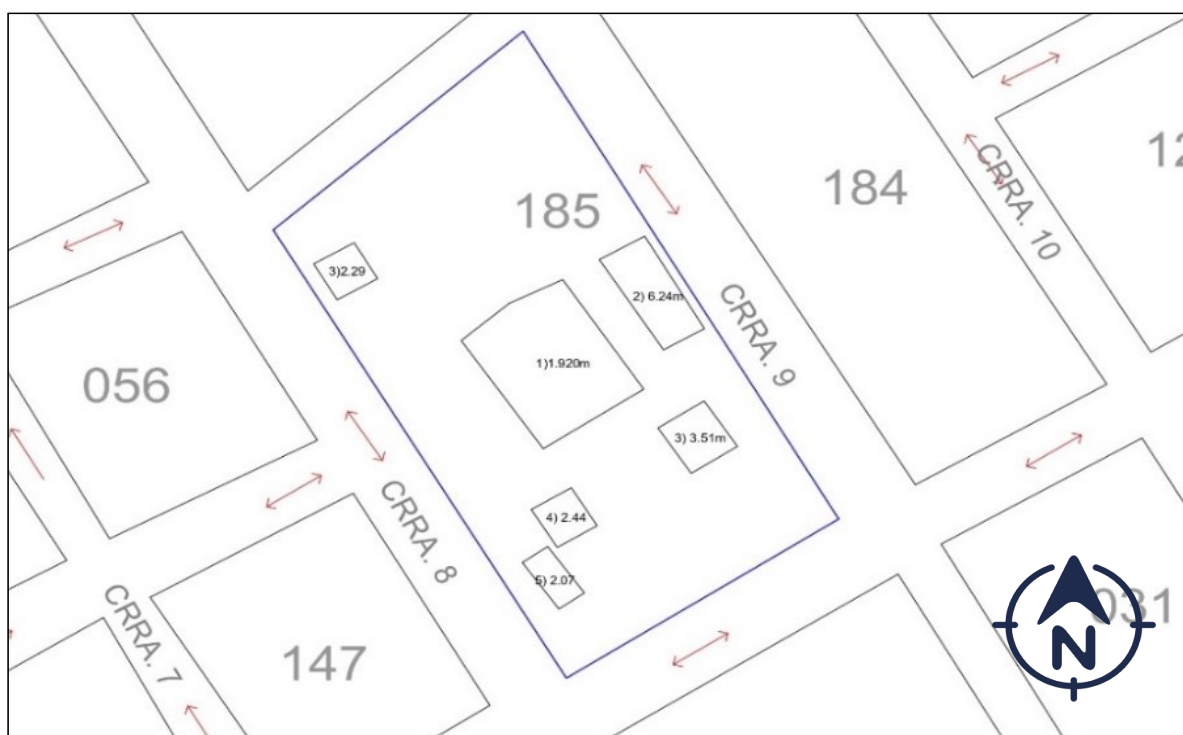 12
185
184
CRRA. 10
3)2.29
2) 6.24m
CRRA. 9
1)1.920m
056
3) 3.51m
4) 2.44
CRRA. 8
5) 2.07
031
CRRA. 7
147
N